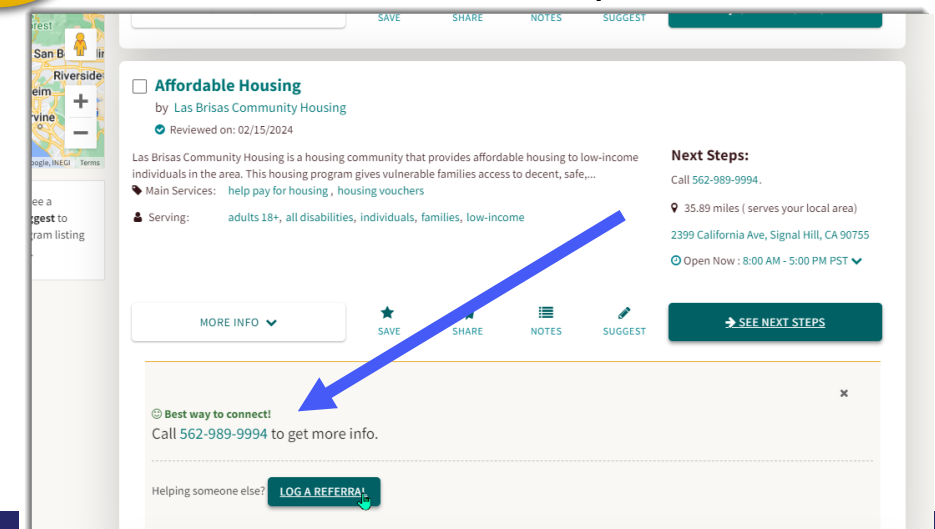 SAVE SHARE NOTES SUGGEST
San B
Riverside
eim
vine
Terms
ee a
ggest to
ram listing
Affordable Housing
by Las Brisas Community Housing
Reviewed on: 02/15/2024
Las Brisas Community Housing is a housing community that provides affordable housing to low-income
individuals in the area. This housing program gives vulnerable families access to decent, safe,...
Main Services: help pay for housing , housing vouchers
Serving: adults 18+, all disabilities, individuals, families, low-income
Next Steps:
Call 562-989-9994.
35.89 miles ( serves your local area)
2399 California Ave, Signal Hill, CA 90755
Open Now : 8:00 AM - 5:00 PM PST
MORE INFO
SAVE SHARE NOTES SUGGEST
SEE NEXT STEPS
Best way to connect!
Call 562-989-9994 to get more info.
Helping someone else? LOG A REFERRAL